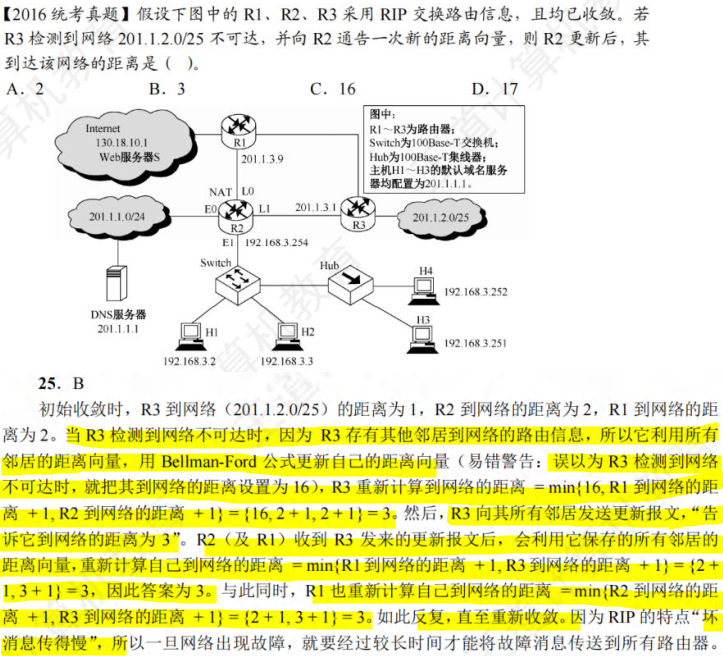 【2016 统考真题】假设下图中的 R1、R2、R3 采用 RIP 交换路由信息，且均已收敛。若
R3 检测到网络 201.1.2.0/25 不可达，并向 R2 通告一次新的距离向量，则 R2 更新后，其
到达该网络的距离是（ ）。
A．2 B．3 C．16 D．17
Internet
130.18.10.1
Web服务器S
R1
201.1.3.9
图中：
R1～R3为路由器；
Switch为100Base-T交换机；
Hub为100Base-T集线器；
主机H1～H3的默认域名服务
器均配置为201.1.1.1。
NAT L0
201.1.1.0/24
E0
L1
R2
201.1.3.1
R3
201.1.2.0/25
E1
192.168.3.254
Switch
Hub
DNS服务器
201.1.1.1
H4
192.168.3.252
H3
192.168.3.251
H1
192.168.3.2
H2
192.168.3.3
25．B
初始收敛时，R3 到网络（201.1.2.0/25）的距离为 1，R2 到网络的距离为 2，R1 到网络的距
离为 2。当 R3 检测到网络不可达时，因为 R3 存有其他邻居到网络的路由信息，所以它利用所有
邻居的距离向量，用 Bellman-Ford 公式更新自己的距离向量（易错警告：误以为 R3 检测到网络
不可达时，就把其到网络的距离设置为 16），R3 重新计算到网络的距离 = min{16, R1 到网络的距
离 + 1, R2 到网络的距离 + 1} = {16, 2 + 1, 2 + 1} = 3。然后，R3 向其所有邻居发送更新报文，“告
诉它到网络的距离为 3”。R2（及 R1）收到 R3 发来的更新报文后，会利用它保存的所有邻居的
距离向量，重新计算自己到网络的距离 = min{R1 到网络的距离 + 1, R3 到网络的距离 + 1} = {2 +
1, 3 + 1} = 3，因此答案为 3。与此同时，R1 也重新计算自己到网络的距离 =min{R2 到网络的距
离 + 1, R3 到网络的距离 + 1} = {2 + 1, 3 + 1} = 3。如此反复，直至重新收敛。因为 RIP 的特点“坏
消息传得慢”，所以一旦网络出现故障，就要经过较长时间才能将故障消息传送到所有路由器。